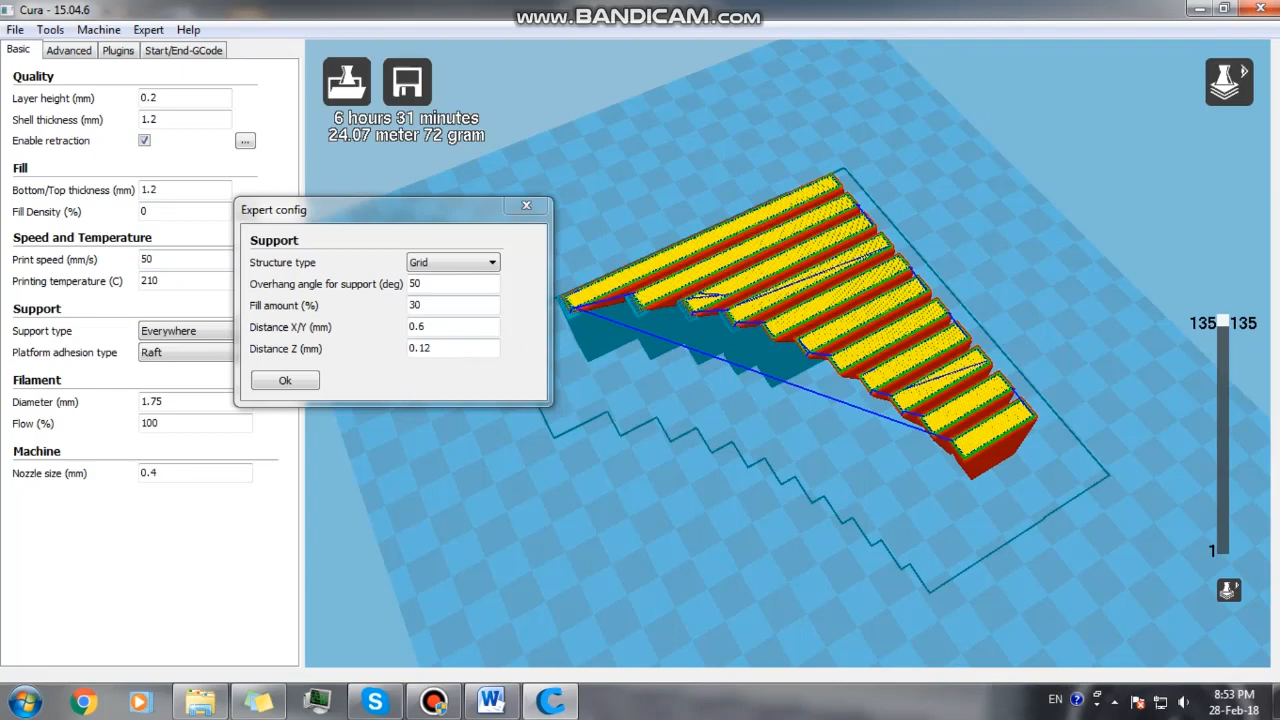 Cura - 15.04.6
www.BANDICAM.com
File Tools Machine Expert Help
Basic Advanced Plugins Start/End-GCode
Quality
Layer height (mm) 0.2
Shell thickness (mm) 1.2
Enable retraction ...
Fill
Bottom/Top thickness (mm) 1.2
Fill Density (%) 0
Speed and Temperature
Print speed (mm/s) 50
Printing temperature (C) 210
Support
Support type Everywhere
Platform adhesion type Raft
Filament
Diameter (mm) 1.75
Flow (%) 100
Machine
Nozzle size (mm) 0.4
6 hours 31 minutes
24.07 meter 72 gram
Expert config
Support
Structure type Grid
Overhang angle for support (deg) 50
Fill amount (%) 30
Distance X/Y (mm) 0.6
Distance Z (mm) 0.12
Ok
135 135
1
EN
8:53 PM
28-Feb-18